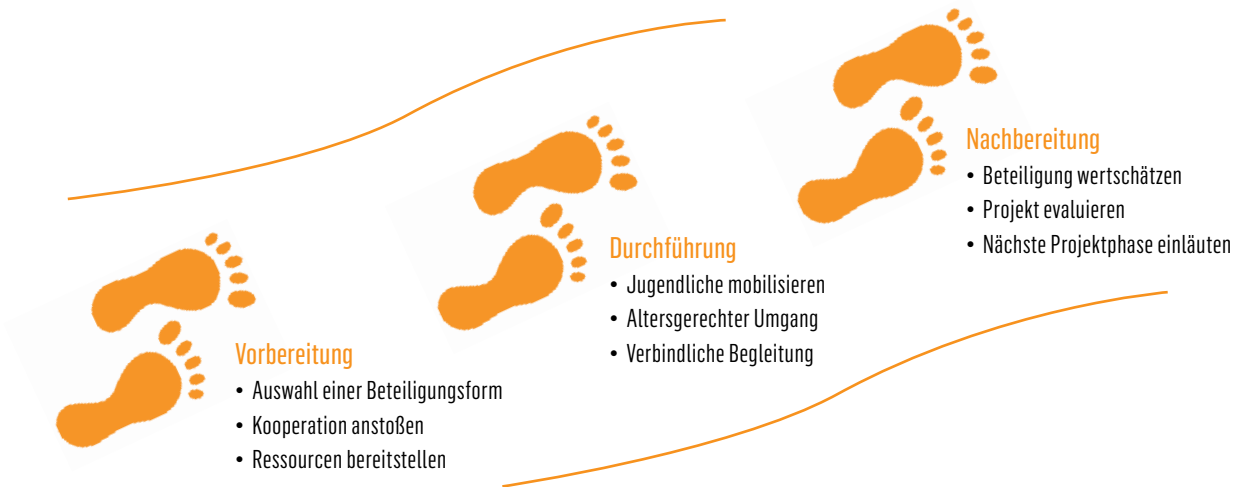 Vorbereitung
• Auswahl einer Beteiligungsform
• Kooperation anstoßen
• Ressourcen bereitstellen
Durchführung
• Jugendliche mobilisieren
• Altersgerechter Umgang
• Verbindliche Begleitung
Nachbereitung
• Beteiligung wertschätzen
• Projekt evaluieren
• Nächste Projektphase einläuten